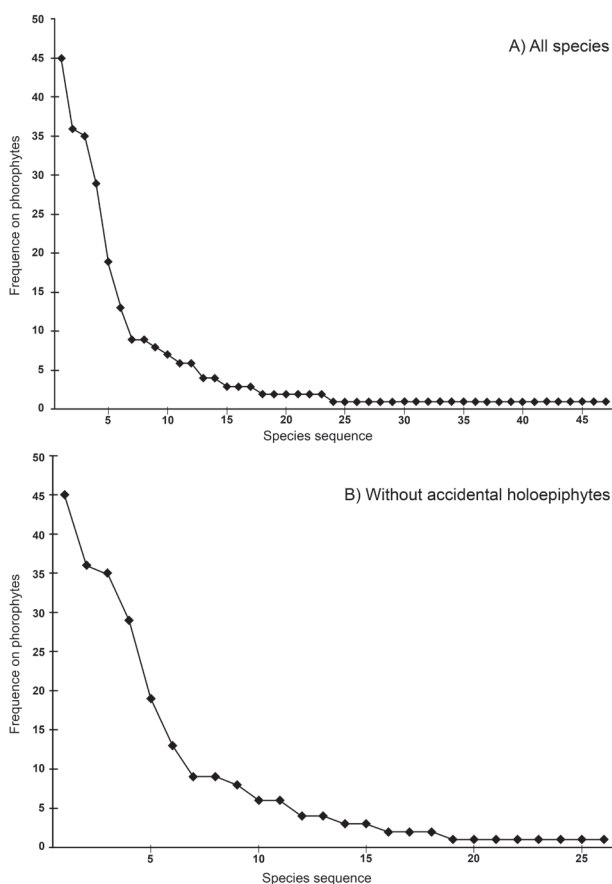 A) All species
Frequence on phorophytes
50
45
40
35
30
25
20
15
10
5
0
5 10 15 20 25 30 35 40 45
Species sequence
B) Without accidental holoepiphytes
Frequence on phorophytes
50
45
40
35
30
25
20
15
10
5
0
5 10 15 20 25
Species sequence